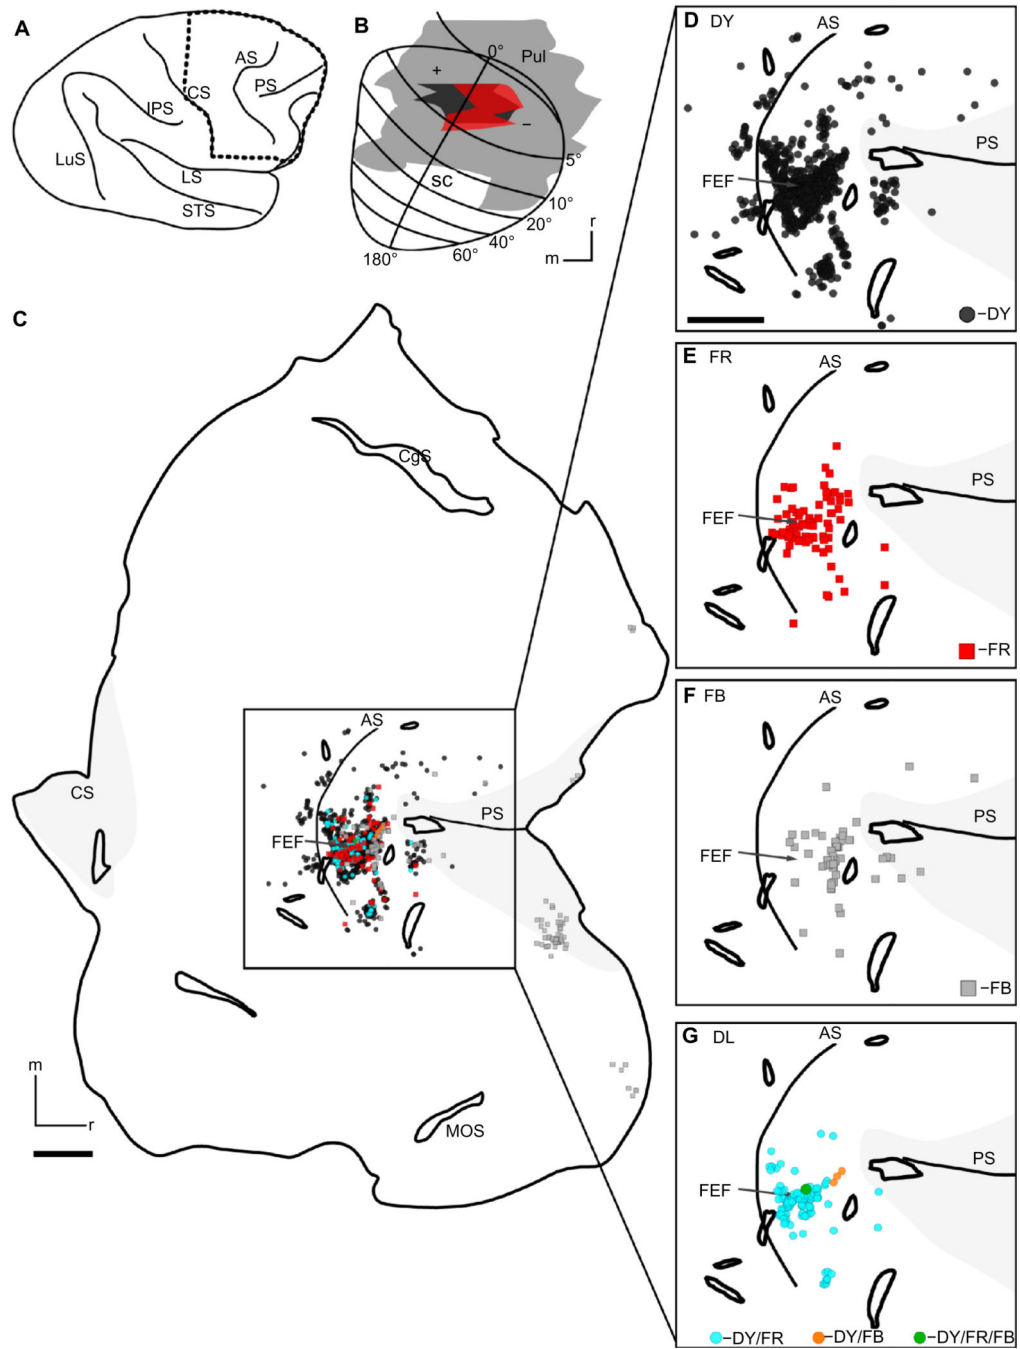 A
AS
PS
CS
IPS
LuS
LS
STS
B
0°
Pul
+
−
5°
SC
10°
20°
40°
60°
180°
r
m
C
CgS
AS
CS
PS
FEF
m
r
MOS
D DY
AS
PS
FEF
−DY
E FR
AS
PS
FEF
−FR
F FB
AS
PS
FEF
−FB
G DL
AS
PS
FEF
−DY/FR −DY/FB −DY/FR/FB